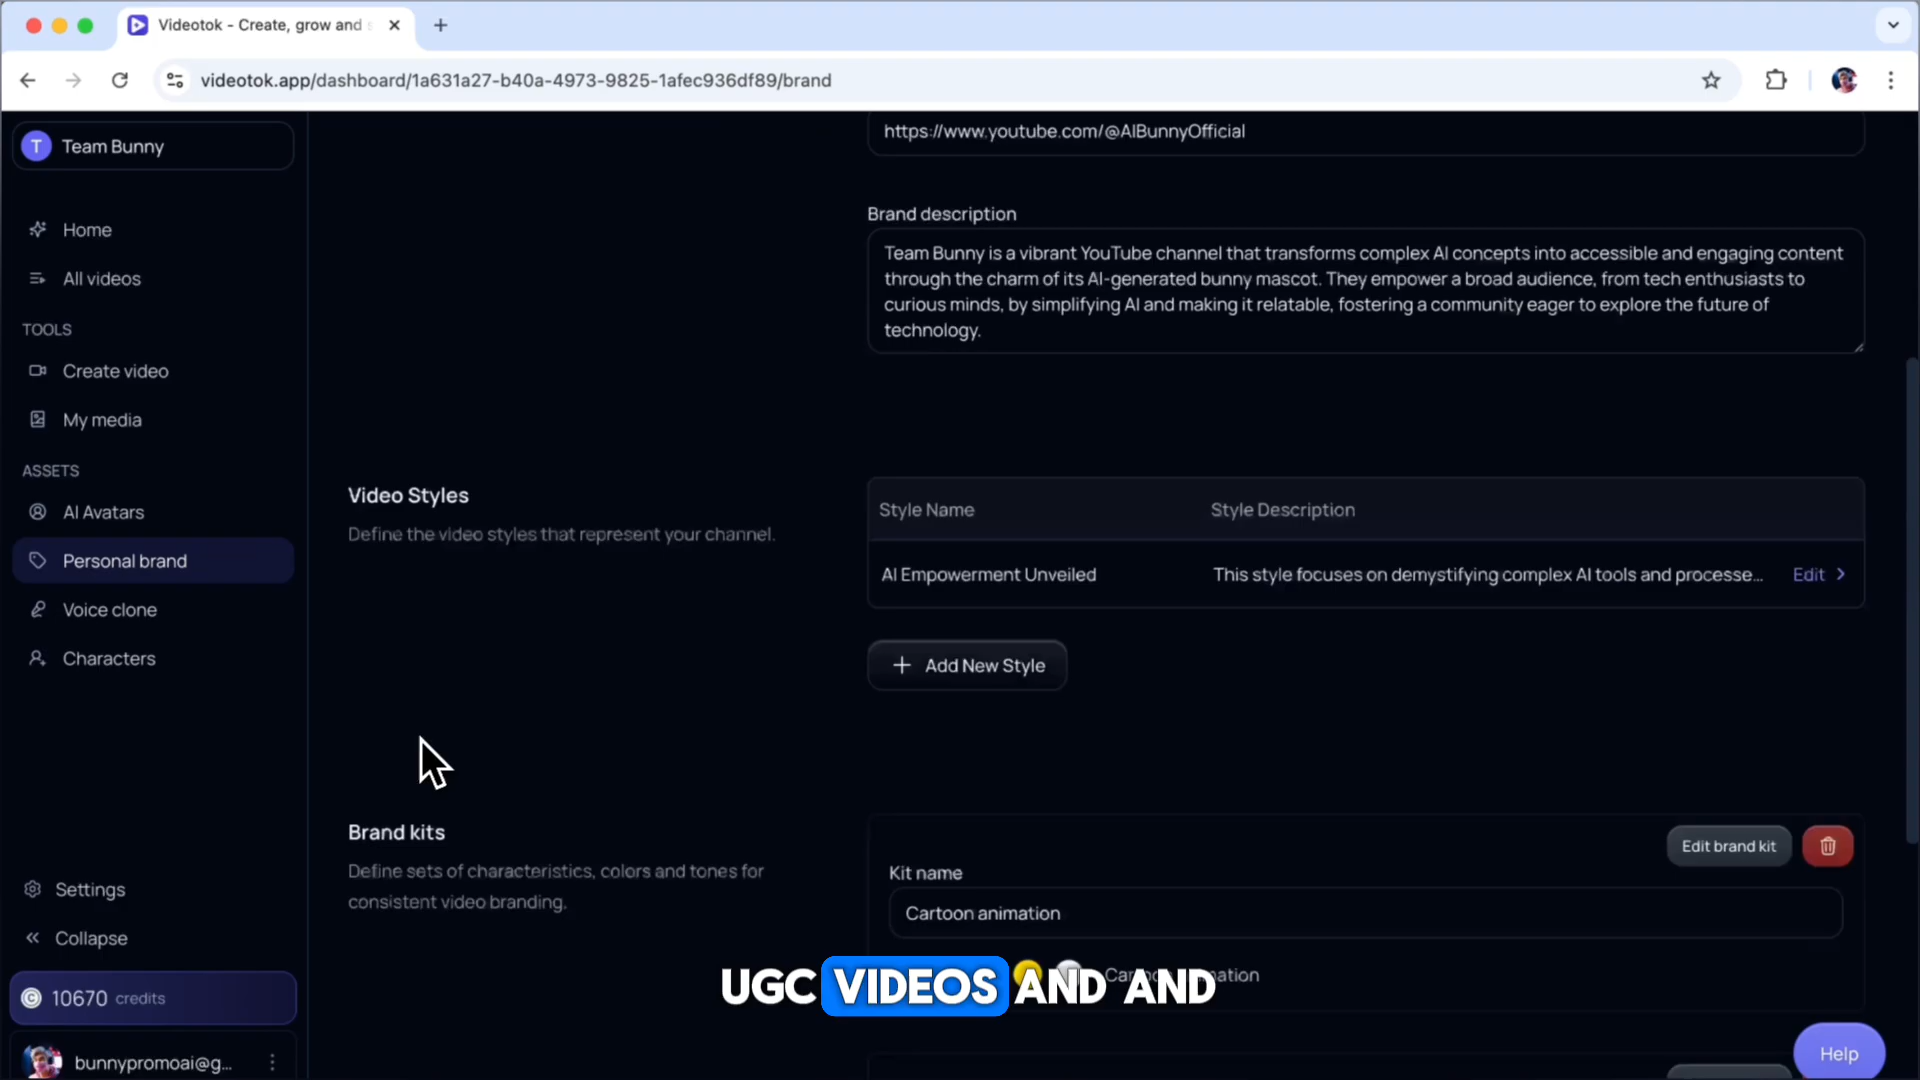 Videotok - Create, grow and
videotok.app/dashboard/1a631a27-b40a-4973-9825-1afec936df89/brand
T Team Bunny
Home
All videos
TOOLS
Create video
My media
ASSETS
AI Avatars
Personal brand
Voice clone
Characters
Settings
Collapse
10670 credits
bunnypromoai@g...
https://www.youtube.com/@AIBunnyOfficial
Brand description
Team Bunny is a vibrant YouTube channel that transforms complex AI concepts into accessible and engaging content
through the charm of its AI-generated bunny mascot. They empower a broad audience, from tech enthusiasts to
curious minds, by simplifying AI and making it relatable, fostering a community eager to explore the future of
technology.
Video Styles
Define the video styles that represent your channel.
Style Name Style Description
AI Empowerment Unveiled This style focuses on demystifying complex AI tools and processe... Edit
Add New Style
Brand kits
Define sets of characteristics, colors and tones for
consistent video branding.
Edit brand kit
Kit name
Cartoon animation
UGC VIDEOS AND AND
Help